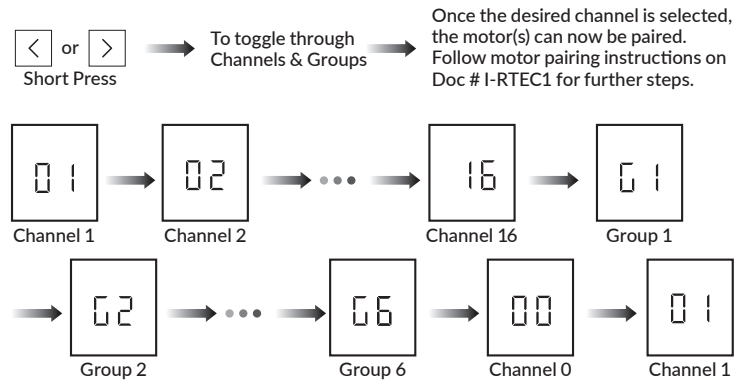 < or >
Short Press
To toggle through
Channels & Groups
Once the desired channel is selected,
the motor(s) can now be paired.
Follow motor pairing instructions on
Doc # I-RTEC1 for further steps.
01
Channel 1
02
Channel 2
16
Channel 16
G1
Group 1
G2
Group 2
G6
Group 6
00
Channel 0
01
Channel 1